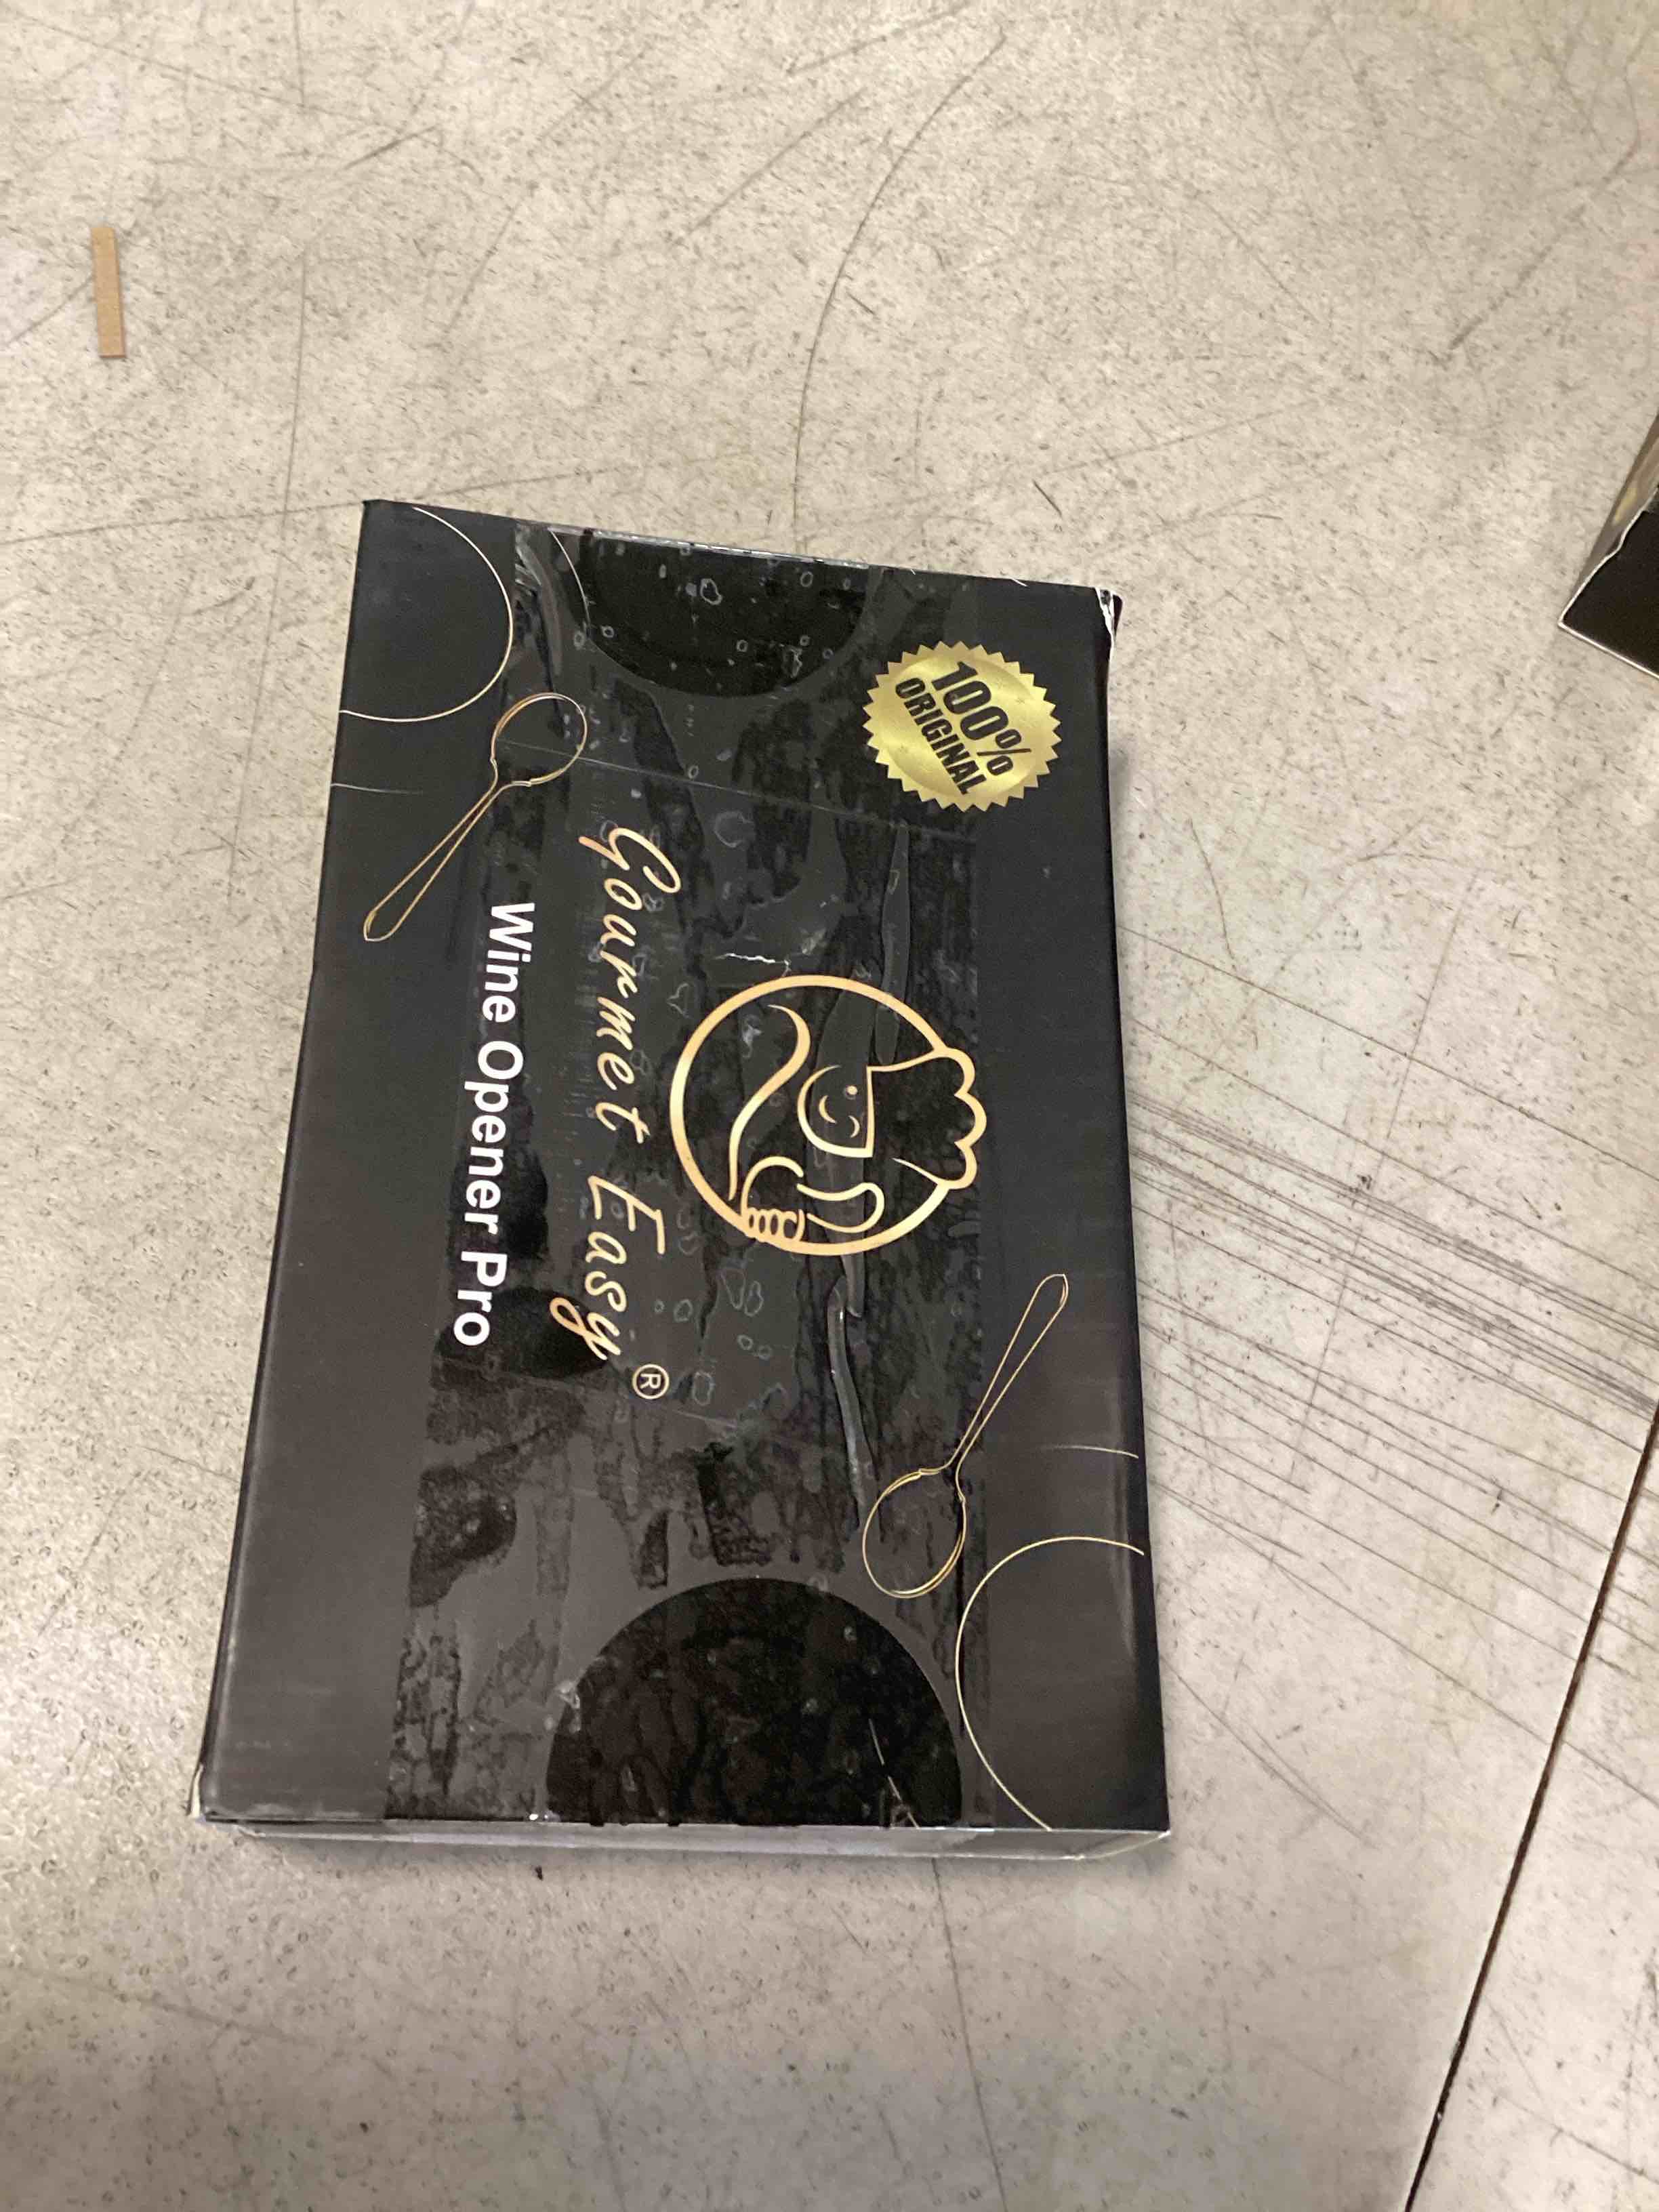 100%
ORIGINAL
Gourmet Easy®
Wine Opener Pro